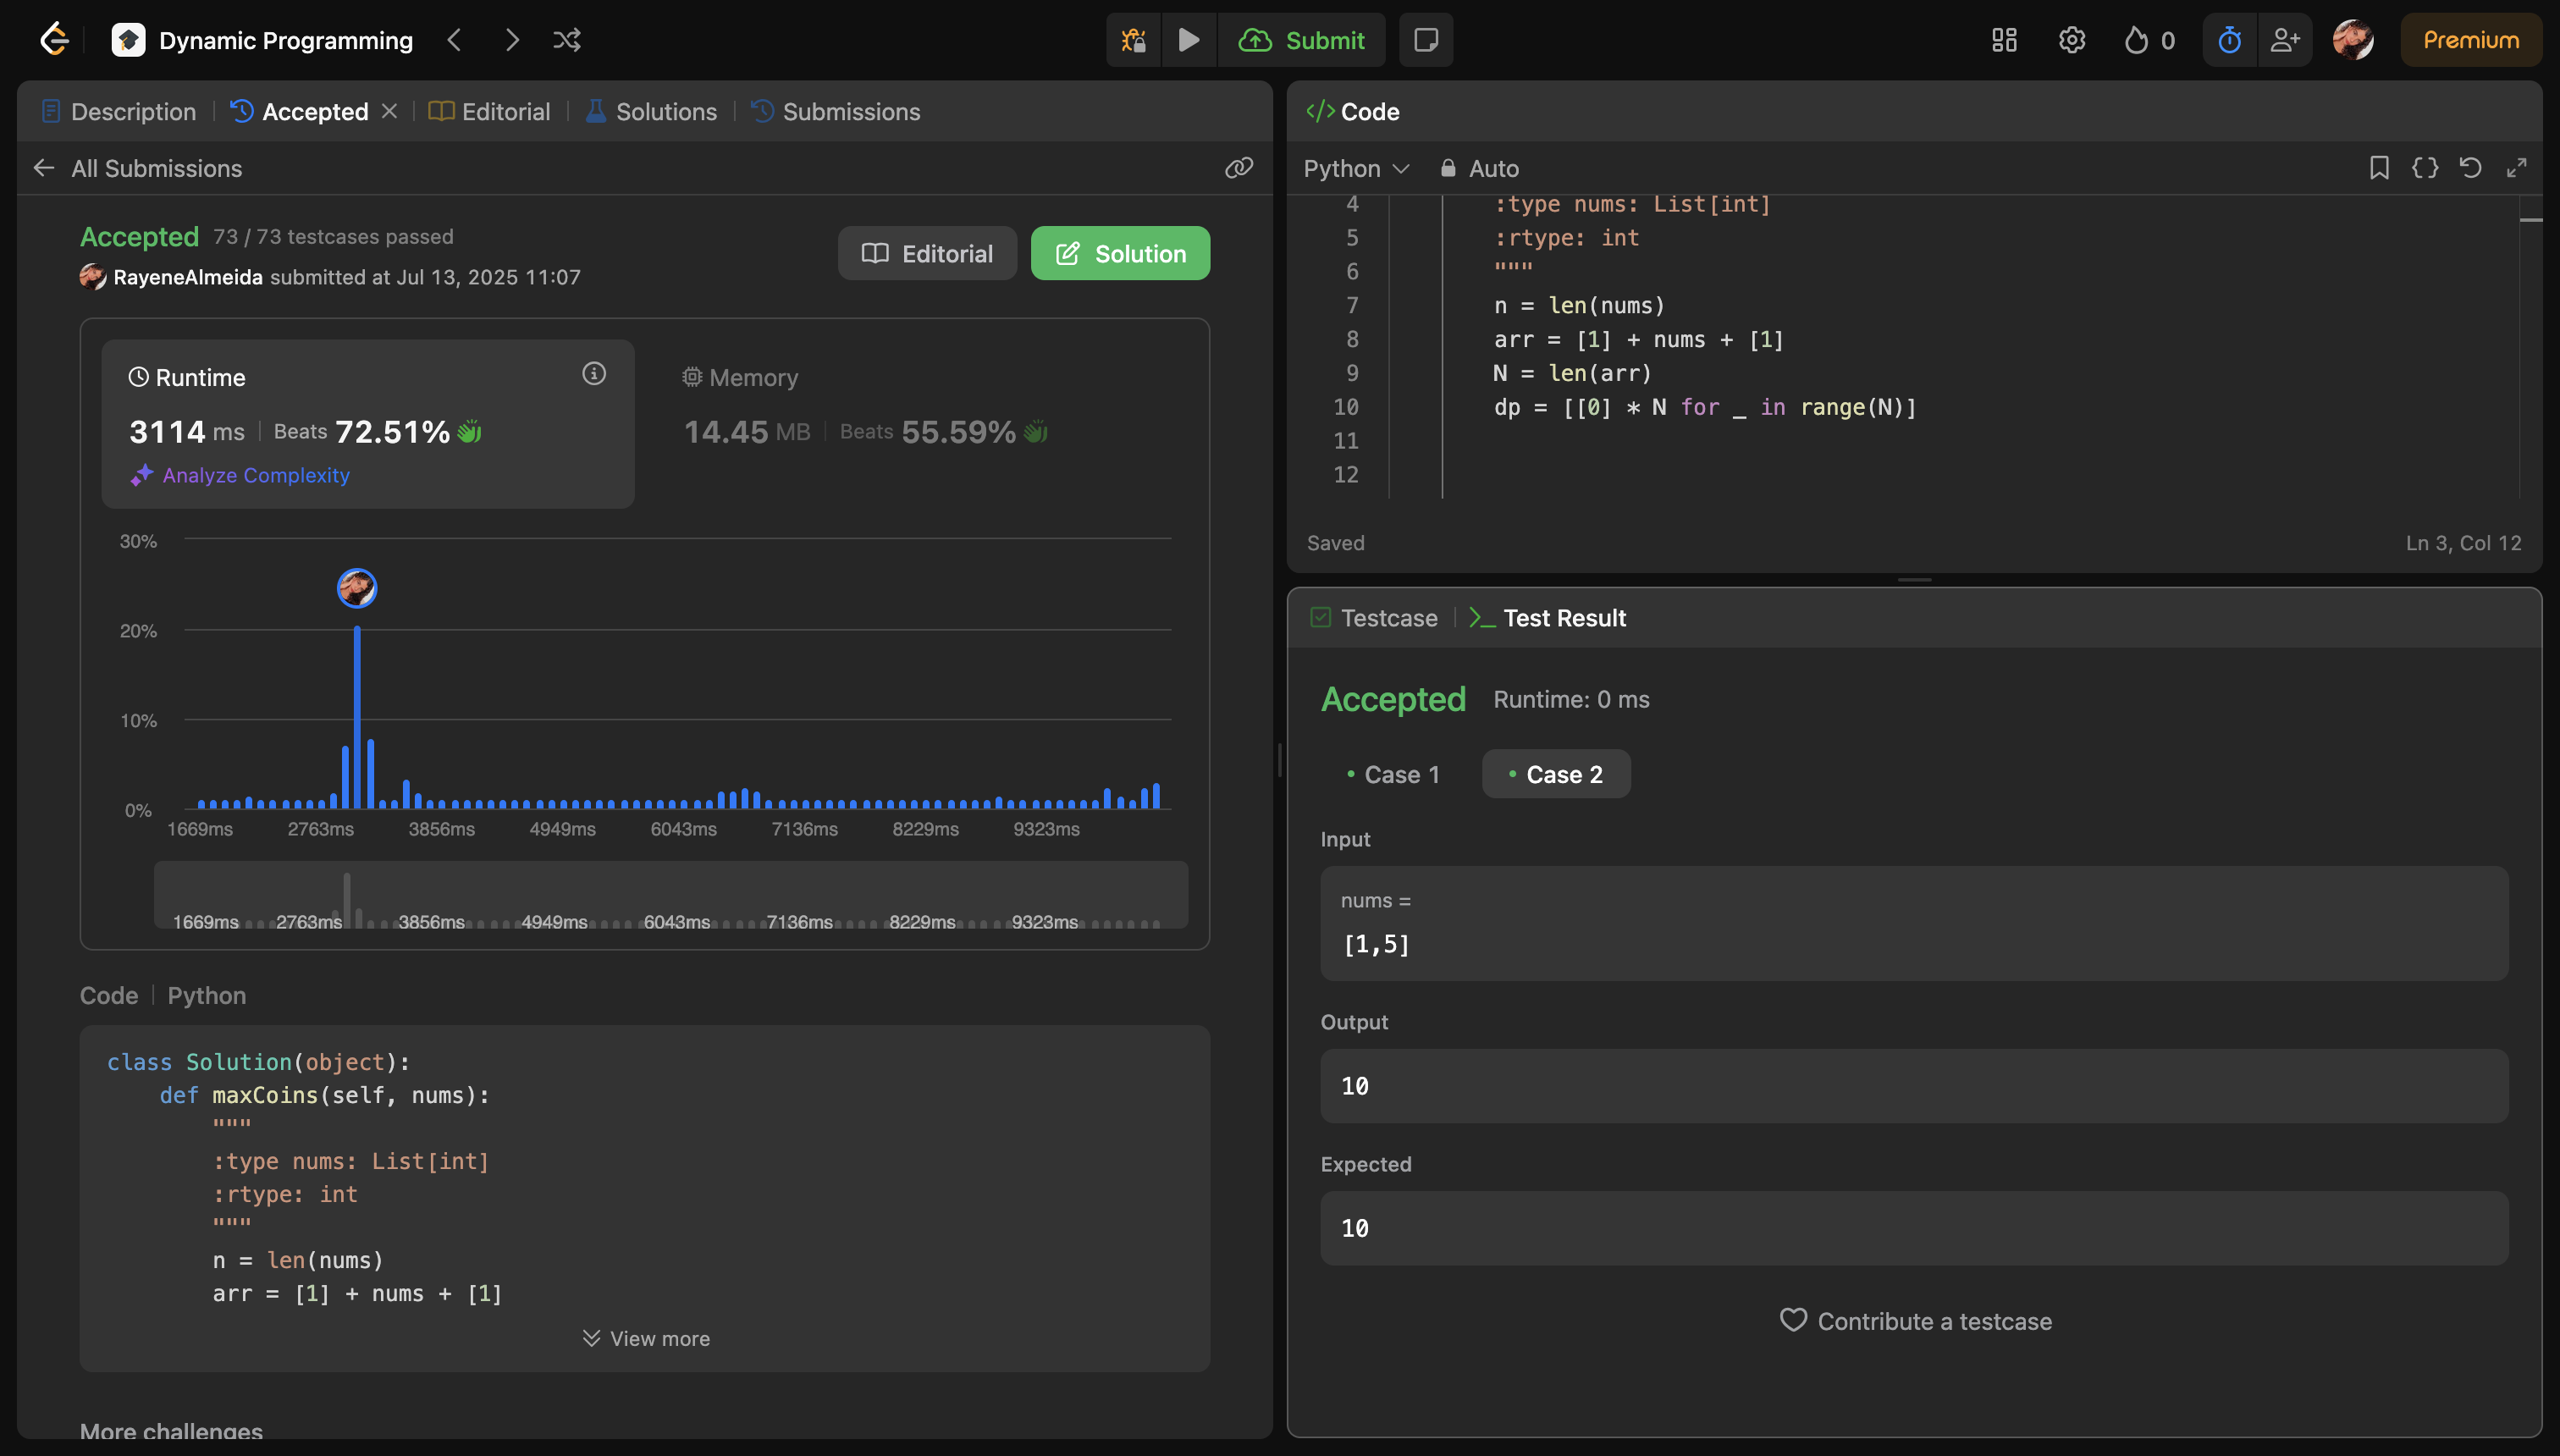 Dynamic Programming
Submit
0
Premium
Description
Accepted
Editorial
Solutions
Submissions
All Submissions
Accepted 73 / 73 testcases passed
RayeneAlmeida submitted at Jul 13, 2025 11:07
Editorial
Solution
Runtime
3114 ms Beats 72.51%
Analyze Complexity
Memory
14.45 MB Beats 55.59%
30%
20%
10%
0%
1669ms 2763ms 3856ms 4949ms 6043ms 7136ms 8229ms 9323ms
1669ms 2763ms 3856ms 4949ms 6043ms 7136ms 8229ms 9323ms
Code Python
class Solution(object):
    def maxCoins(self, nums):
        """
        :type nums: List[int]
        :rtype: int
        """
        n = len(nums)
        arr = [1] + nums + [1]
View more
More challenges
</> Code
Python Auto
4 :type nums: List[int]
5 :rtype: int
6 """
7 n = len(nums)
8 arr = [1] + nums + [1]
9 N = len(arr)
10 dp = [[0] * N for _ in range(N)]
11
12
Saved
Ln 3, Col 12
Testcase
Test Result
Accepted Runtime: 0 ms
Case 1
Case 2
Input
nums =
[1,5]
Output
10
Expected
10
Contribute a testcase